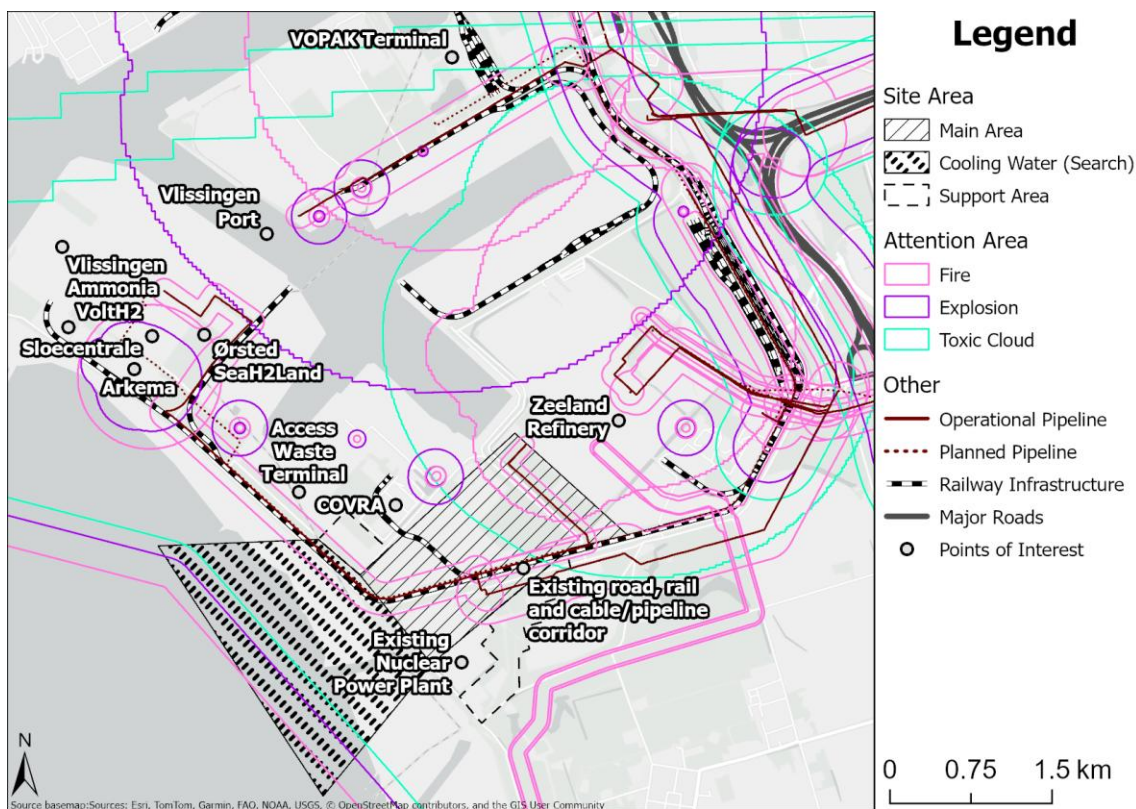 VOPAK Terminal
Vlissingen
Port
Vlissingen
Ammonia
VoltH2
Sloecentrale
Arkema
Ørsted
SeaH2Land
Access
Waste
Terminal
COVRA
Zeeland
Refinery
Existing road, rail
and cable/pipeline
corridor
Existing
Nuclear
Power Plant
N
Source basemap:Sources: Esri, TomTom, Garmin, FAO, NOAA, USGS, © OpenStreetMap contributors, and the GIS User Community
Legend
Site Area
Main Area
Cooling Water (Search)
Support Area
Attention Area
Fire
Explosion
Toxic Cloud
Other
Operational Pipeline
Planned Pipeline
Railway Infrastructure
Major Roads
Points of Interest
0 0.75 1.5 km